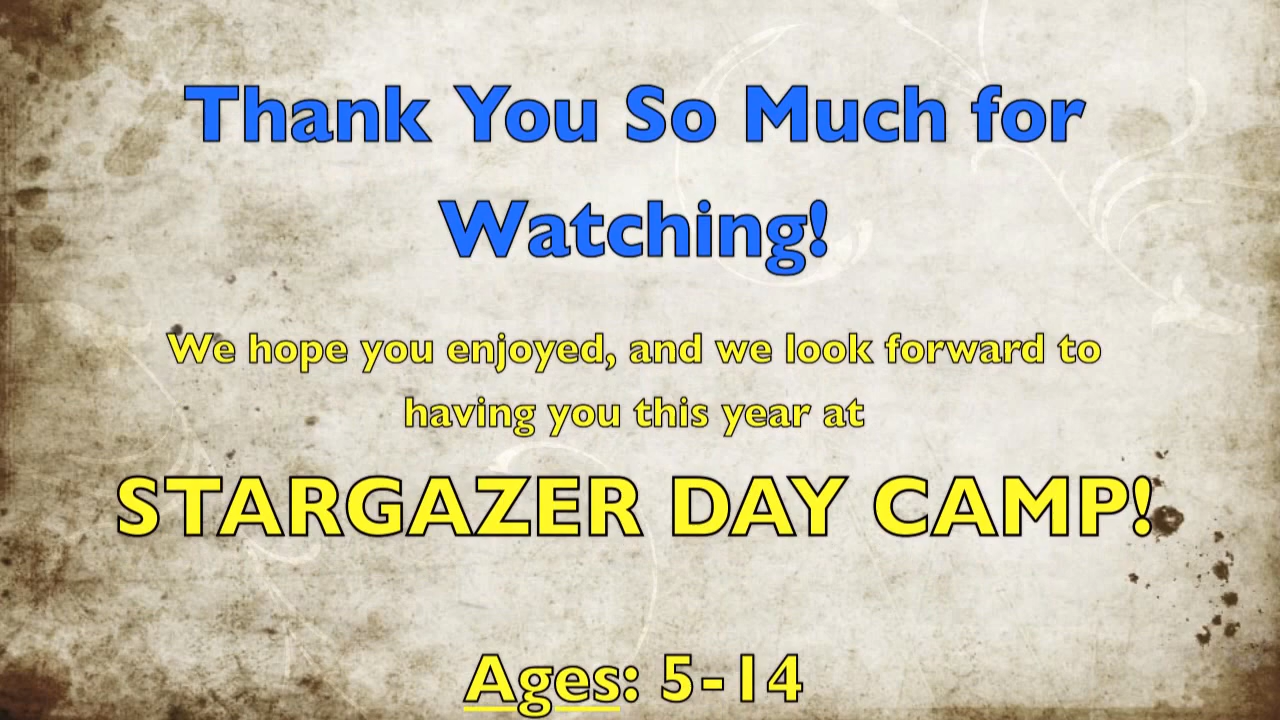 Thank You So Much for
Watching!
We hope you enjoyed, and we look forward to
having you this year at
STARGAZER DAY CAMP!
Ages: 5-14